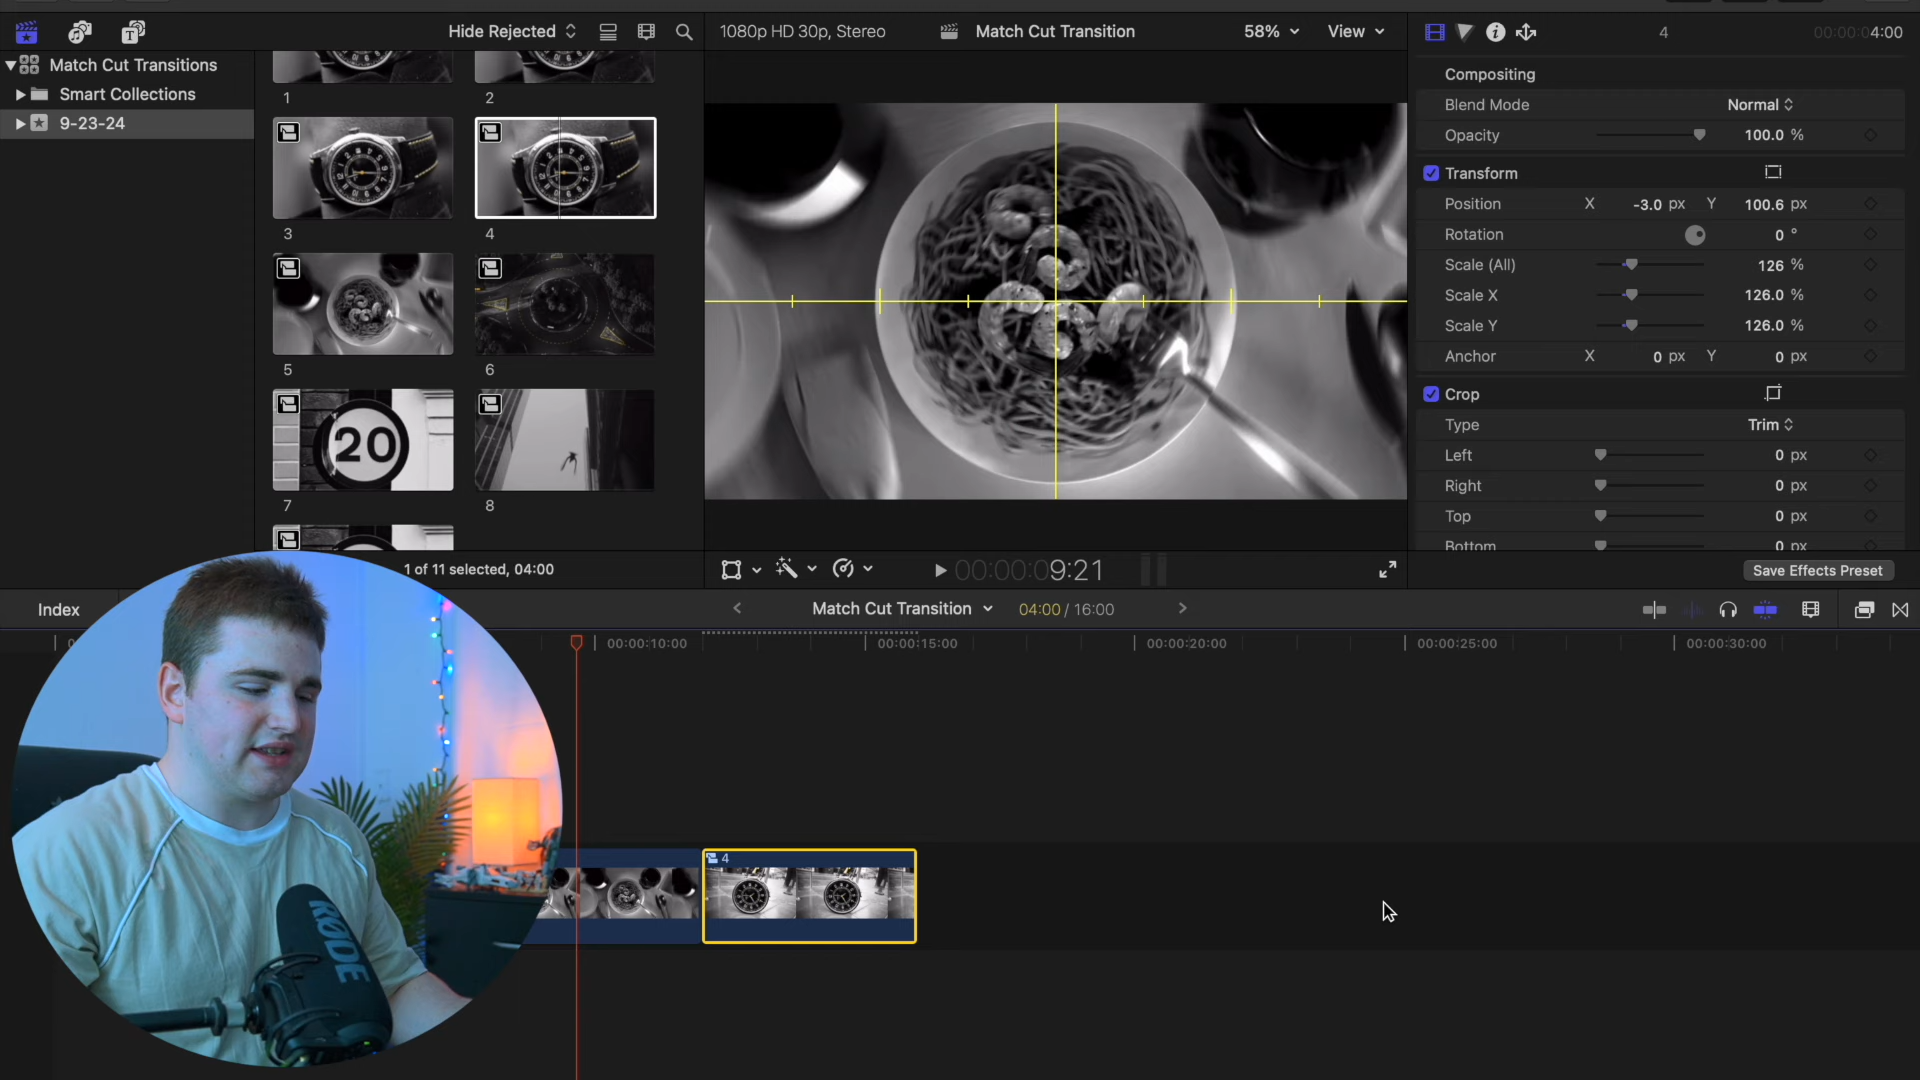 Hide Rejected
1080p HD 30p, Stereo
Match Cut Transition
58%
View
4
00:00:04:00
Match Cut Transitions
Smart Collections
9-23-24
1
2
3
4
5
6
20
7
8
1 of 11 selected, 04:00
00:00:09:21
Compositing
Blend Mode
Normal
Opacity
100.0 %
Transform
Position
X
-3.0 px
Y
100.6 px
Rotation
0 °
Scale (All)
126 %
Scale X
126.0 %
Scale Y
126.0 %
Anchor
X
0 px
Y
0 px
Crop
Type
Trim
Left
0 px
Right
0 px
Top
0 px
Bottom
0 px
Save Effects Preset
Index
Match Cut Transition
04:00 / 16:00
00:00:10:00
00:00:15:00
00:00:20:00
00:00:25:00
00:00:30:00
4
RØDE